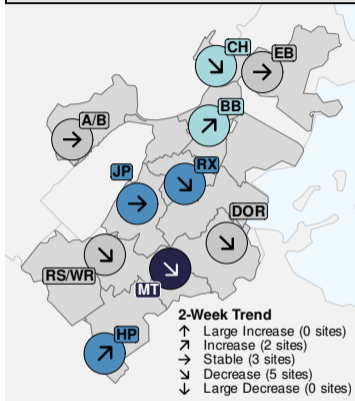 CH
EB
BB
A/B
RX
JP
DOR
RS/WR
MT
HP
2-Week Trend
↑ Large Increase (0 sites)
↗ Increase (2 sites)
→ Stable (3 sites)
↘ Decrease (5 sites)
↓ Large Decrease (0 sites)